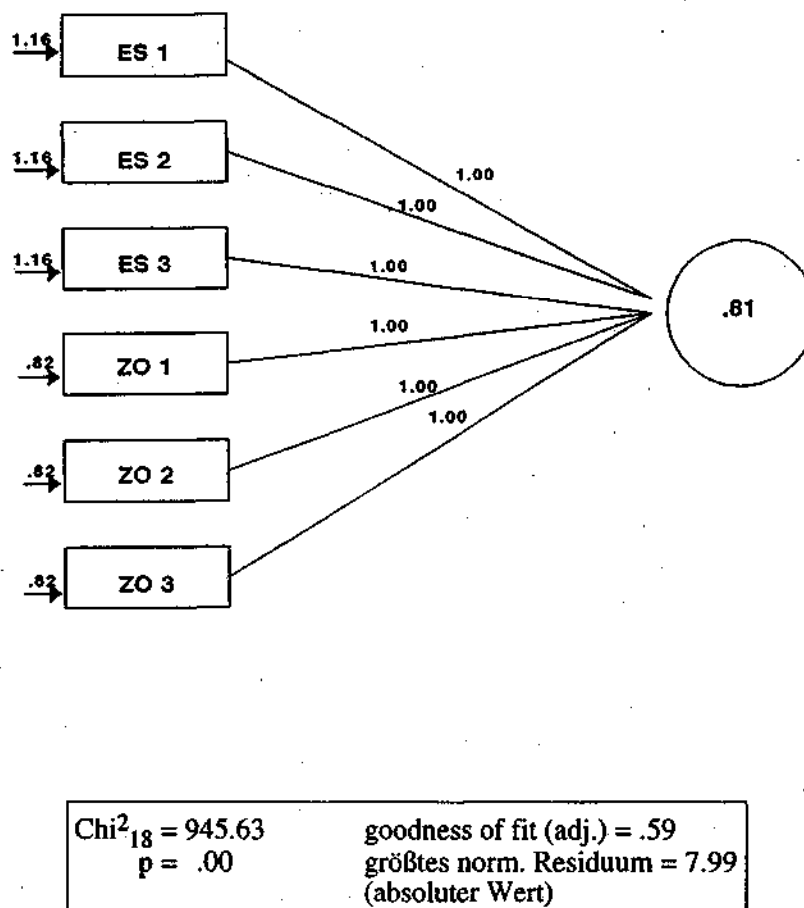 1.16
ES 1
1.16
ES 2
1.00
1.00
1.16
ES 3
1.00
.81
1.00
.82
ZO 1
1.00
1.00
.82
ZO 2
.82
ZO 3
Chi²₁₈ = 945.63 goodness of fit (adj.) = .59
p = .00 größtes norm. Residuum = 7.99
(absoluter Wert)